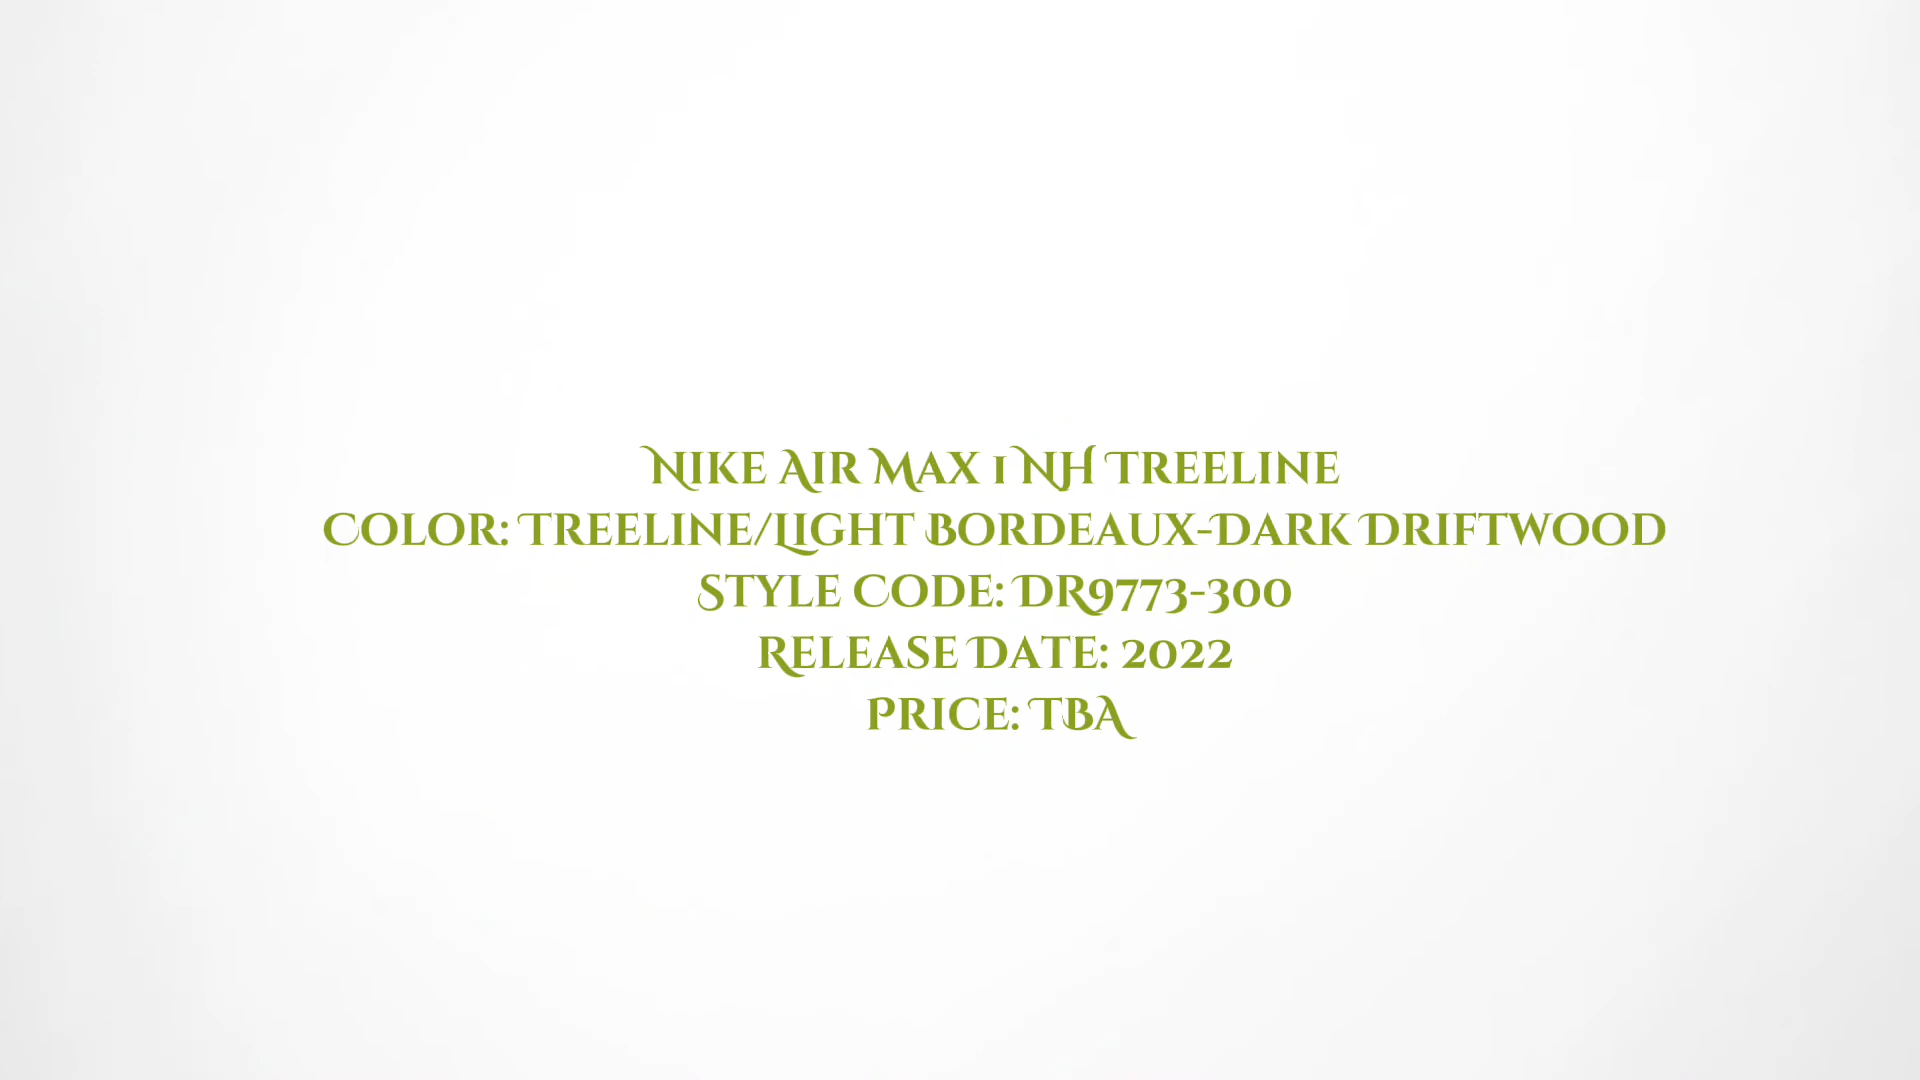 Nike Air Max 1 NH Treeline
Color: Treeline/Light Bordeaux-Dark Driftwood
Style Code: DR9773-300
Release Date: 2022
Price: TBA